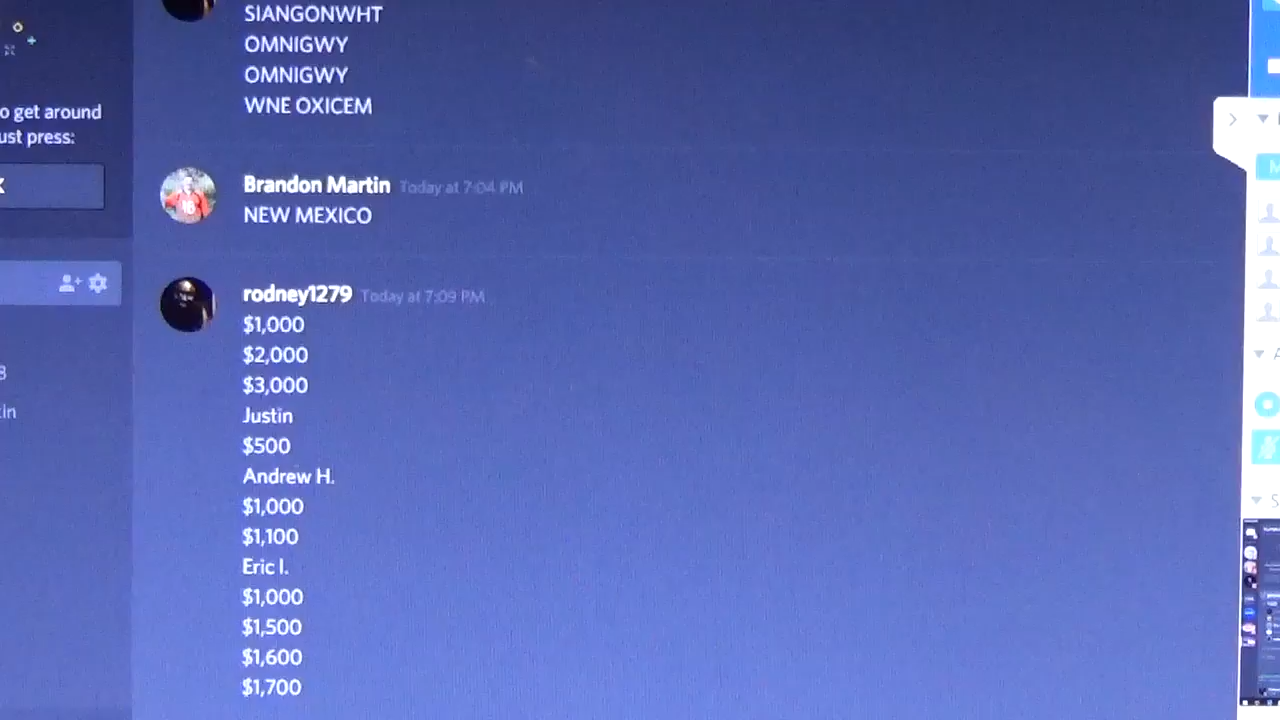 SIANGONWHT
OMNIGWY
OMNIGWY
WNE OXICEM
o get around
ust press:
K
Brandon Martin Today at 7:04 PM
NEW MEXICO
rodney1279 Today at 7:09 PM
$1,000
$2,000
$3,000
Justin
$500
Andrew H.
$1,000
$1,100
Eric I.
$1,000
$1,500
$1,600
$1,700